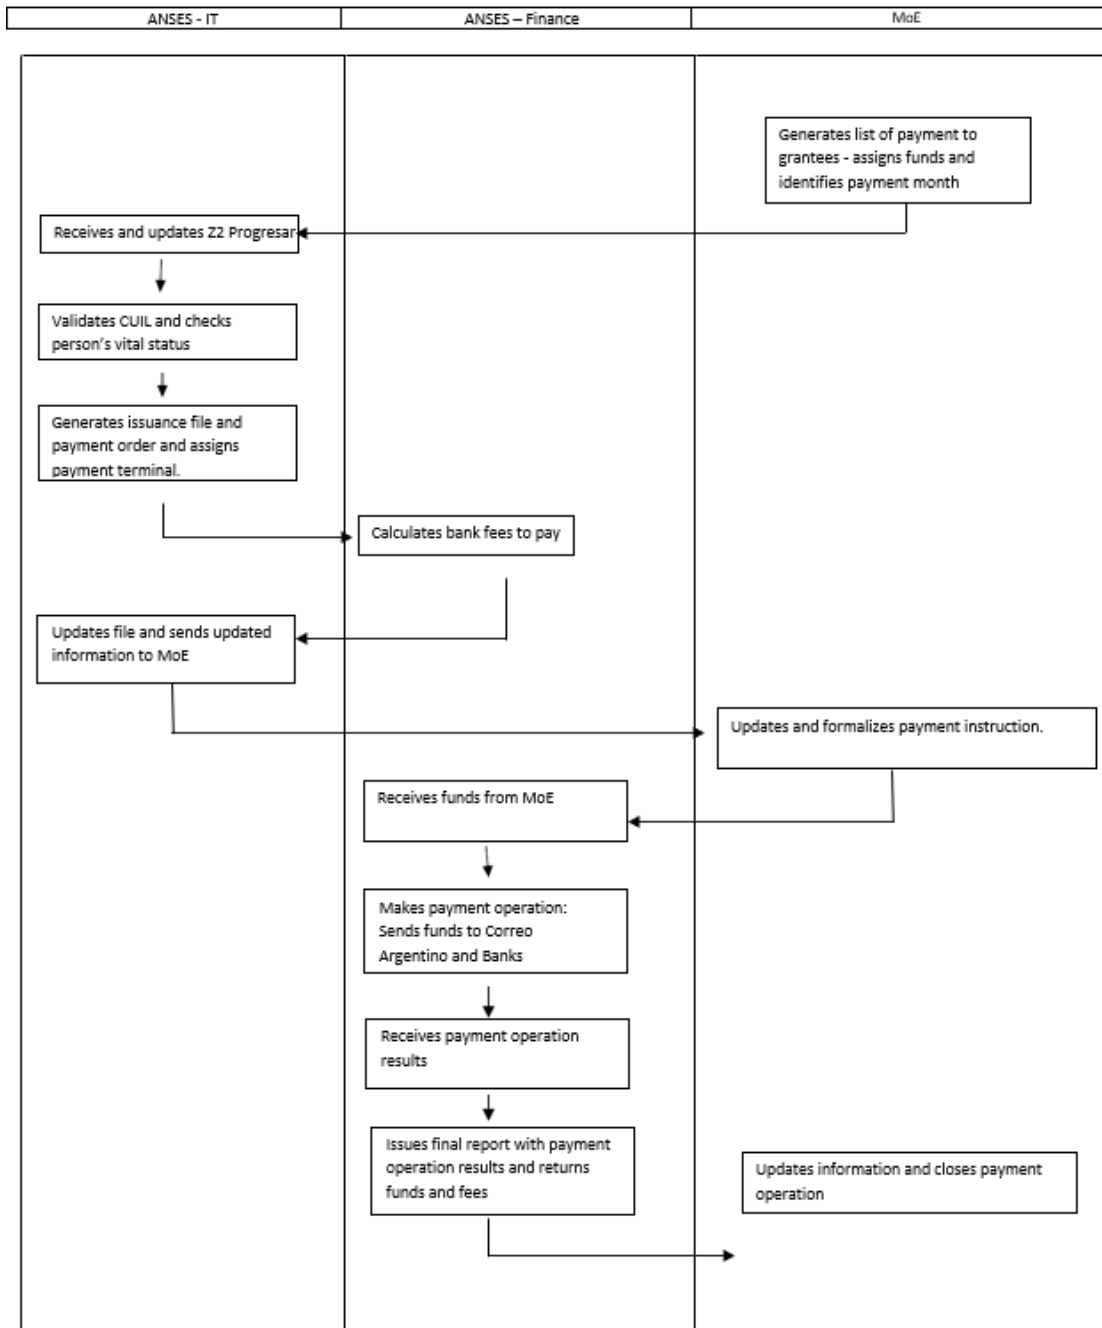 ANSES - IT
ANSES – Finance
MoE
Generates list of payment to
grantees - assigns funds and
identifies payment month
Receives and updates Z2 Progresar
Validates CUIL and checks
person's vital status
Generates issuance file and
payment order and assigns
payment terminal.
Calculates bank fees to pay
Updates file and sends updated
information to MoE
Updates and formalizes payment instruction.
Receives funds from MoE
Makes payment operation:
Sends funds to Correo
Argentino and Banks
Receives payment operation
results
Issues final report with payment
operation results and returns
funds and fees
Updates information and closes payment
operation